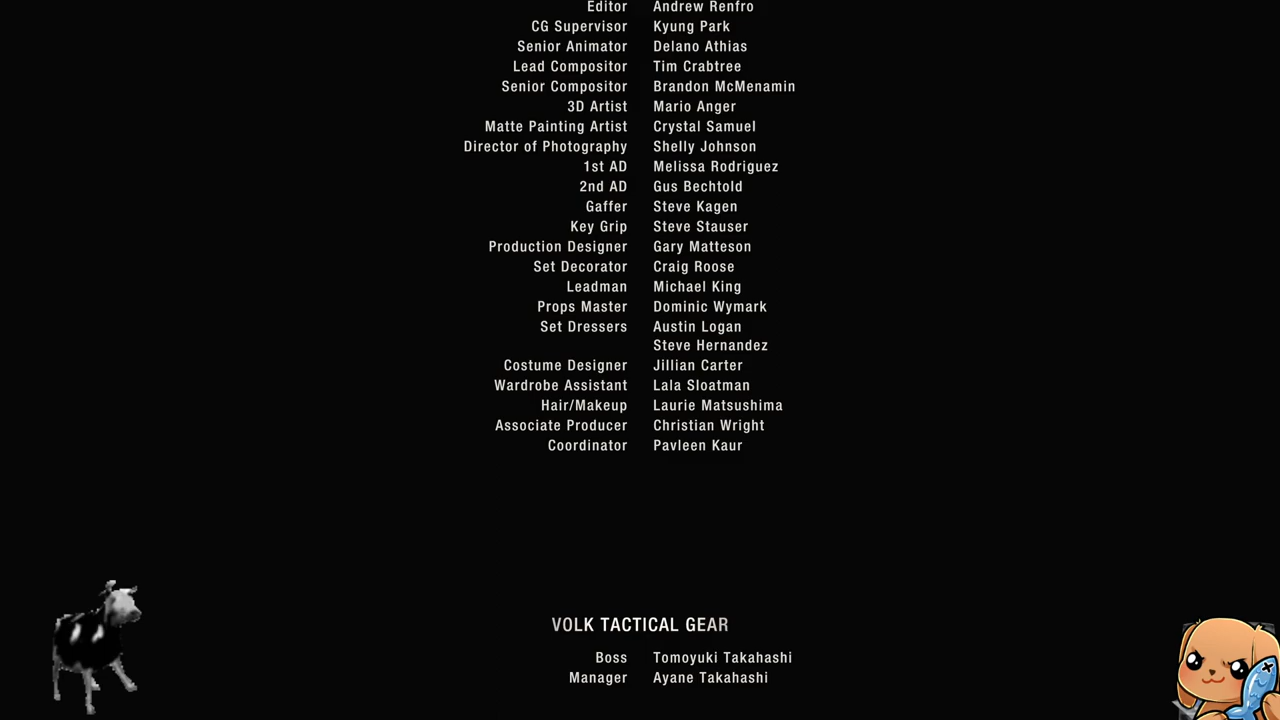 Editor Andrew Renfro
CG Supervisor Kyung Park
Senior Animator Delano Athias
Lead Compositor Tim Crabtree
Senior Compositor Brandon McMenamin
3D Artist Mario Anger
Matte Painting Artist Crystal Samuel
Director of Photography Shelly Johnson
1st AD Melissa Rodriguez
2nd AD Gus Bechtold
Gaffer Steve Kagen
Key Grip Steve Stauser
Production Designer Gary Matteson
Set Decorator Craig Roose
Leadman Michael King
Props Master Dominic Wymark
Set Dressers Austin Logan
Steve Hernandez
Costume Designer Jillian Carter
Wardrobe Assistant Lala Sloatman
Hair/Makeup Laurie Matsushima
Associate Producer Christian Wright
Coordinator Pavleen Kaur
VOLK TACTICAL GEAR
Boss Tomoyuki Takahashi
Manager Ayane Takahashi